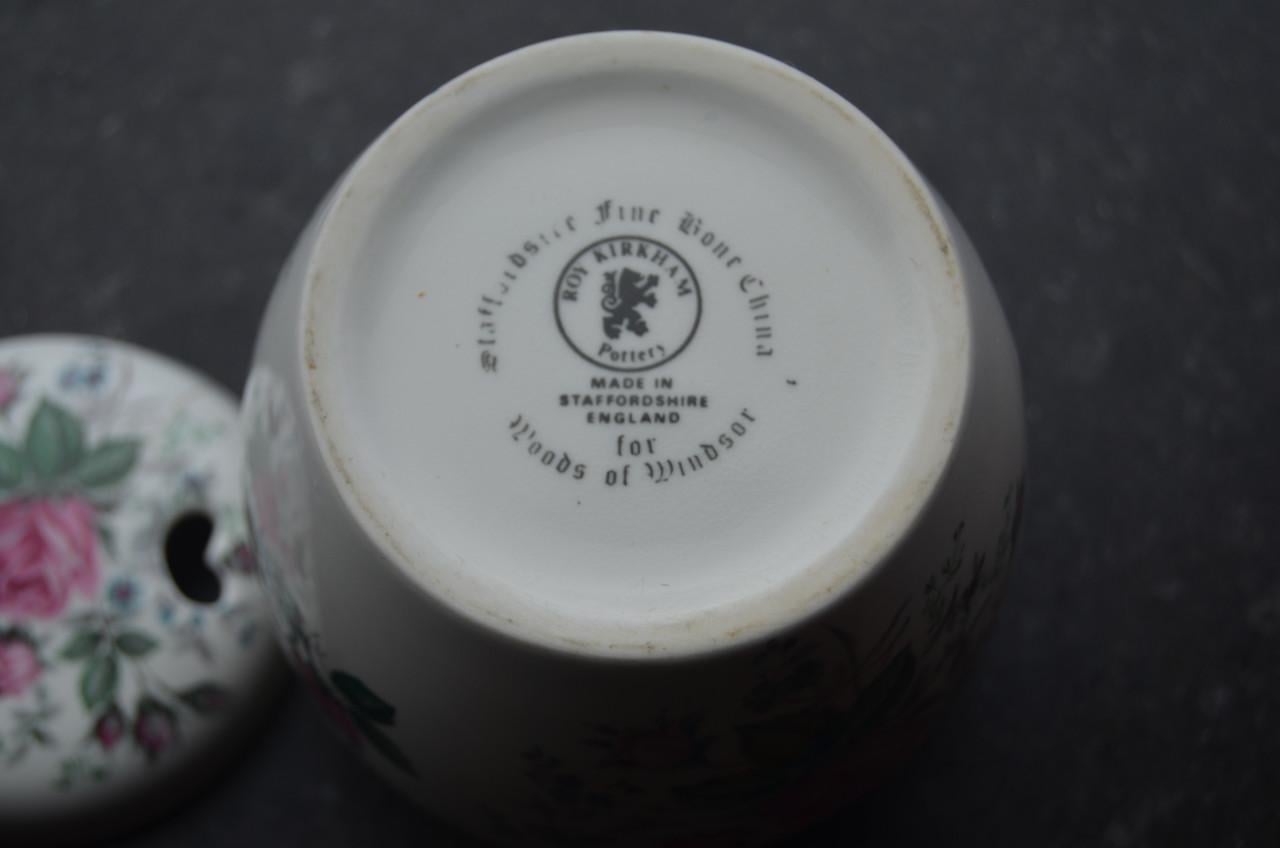 Staffordshire Fine Bone China
ROY KIRKHAM
Pottery
MADE IN
STAFFORDSHIRE
ENGLAND
for
Woods of Windsor